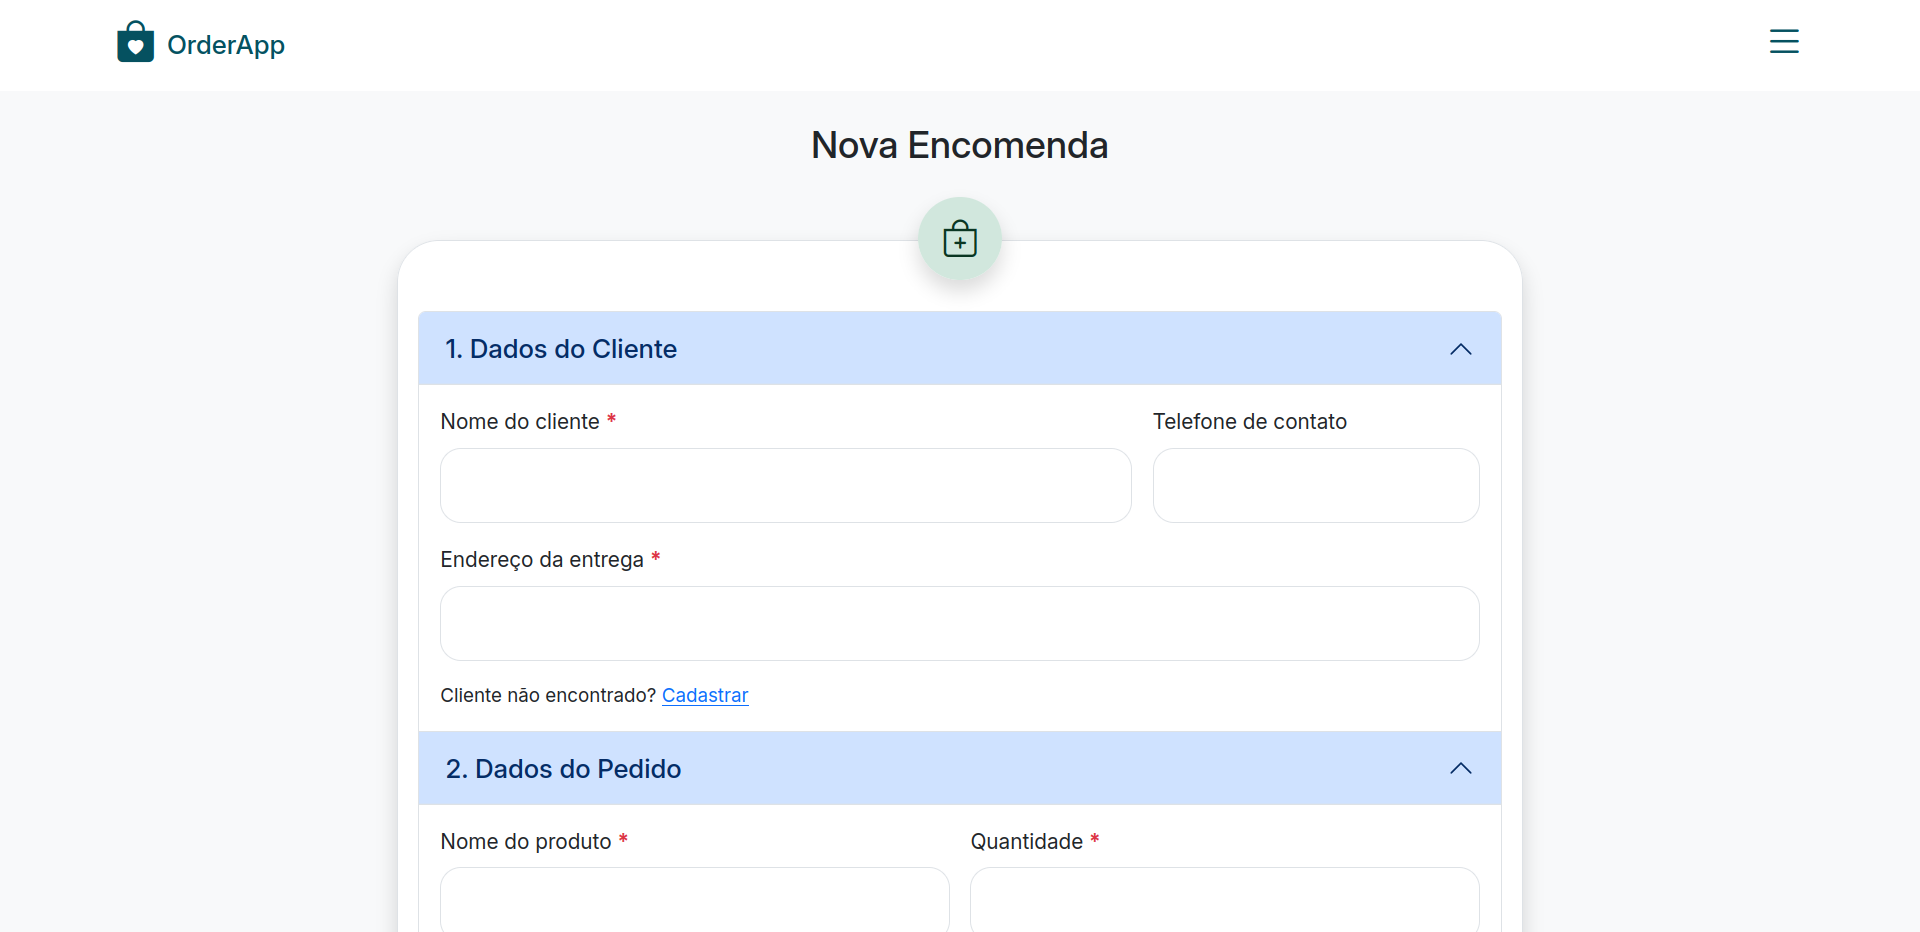 OrderApp
Nova Encomenda
1. Dados do Cliente
Nome do cliente *
Telefone de contato
Endereço da entrega *
Cliente não encontrado? Cadastrar
2. Dados do Pedido
Nome do produto *
Quantidade *